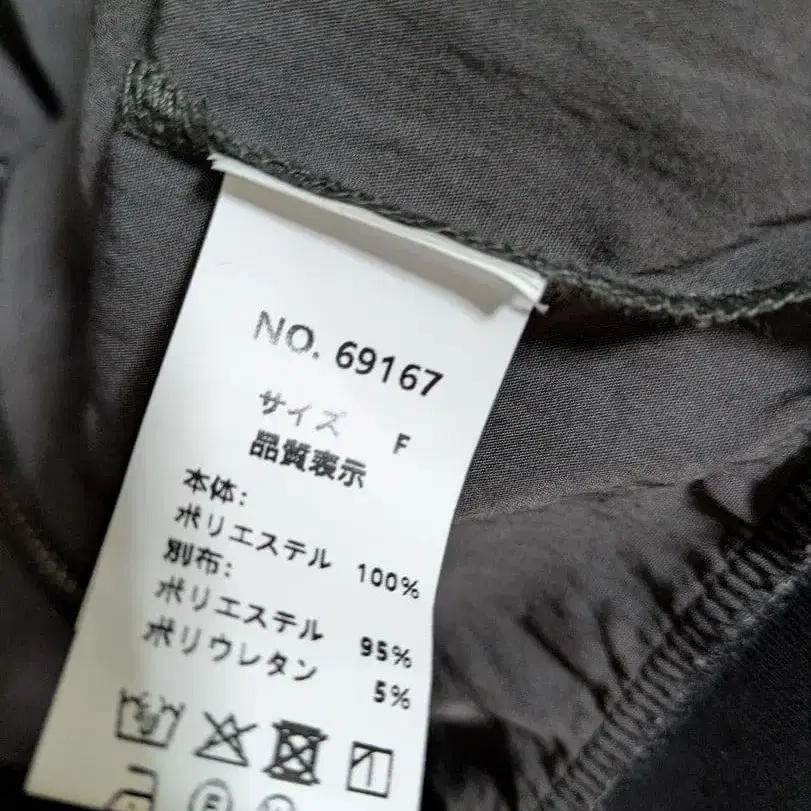 NO. 69167
サイズ F
品質表示
本体:
ポリエステル 100%
別布:
ポリエステル 95%
ポリウレタン 5%